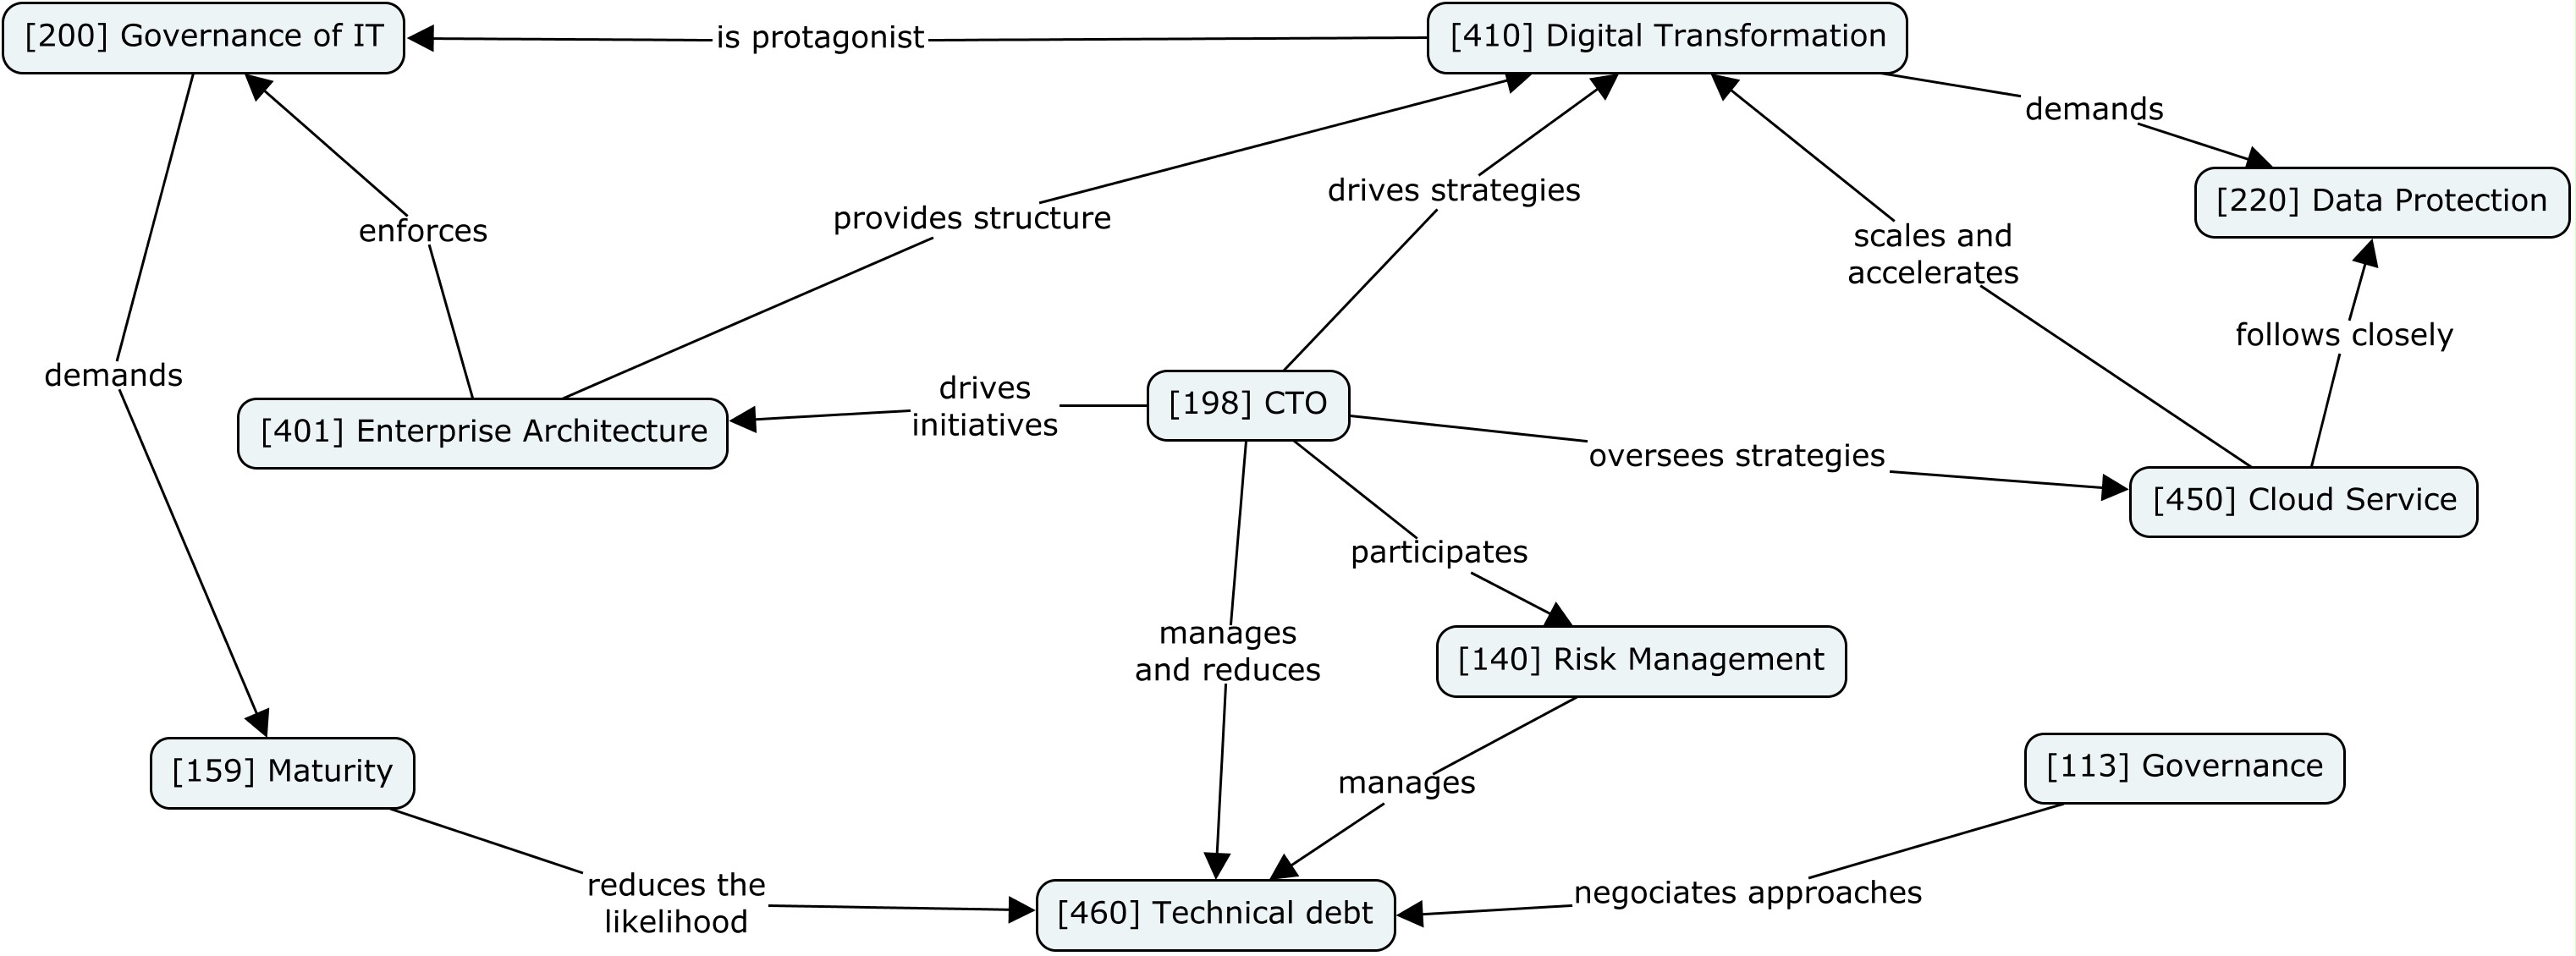 [200] Governance of IT
is protagonist
[410] Digital Transformation
demands
[220] Data Protection
drives strategies
provides structure
enforces
scales and
accelerates
follows closely
demands
drives
initiatives
[198] CTO
[401] Enterprise Architecture
oversees strategies
[450] Cloud Service
participates
manages
and reduces
[140] Risk Management
[159] Maturity
manages
[113] Governance
reduces the
likelihood
negociates approaches
[460] Technical debt